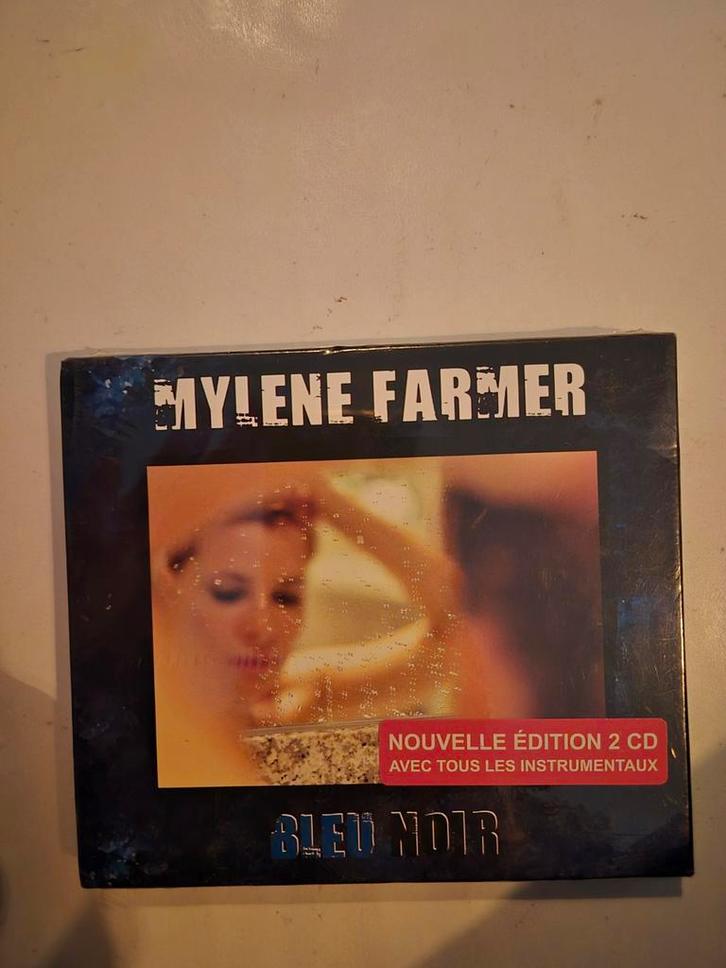 MYLENE FARMER
NOUVELLE ÉDITION 2 CD
AVEC TOUS LES INSTRUMENTAUX
BLEU NOIR